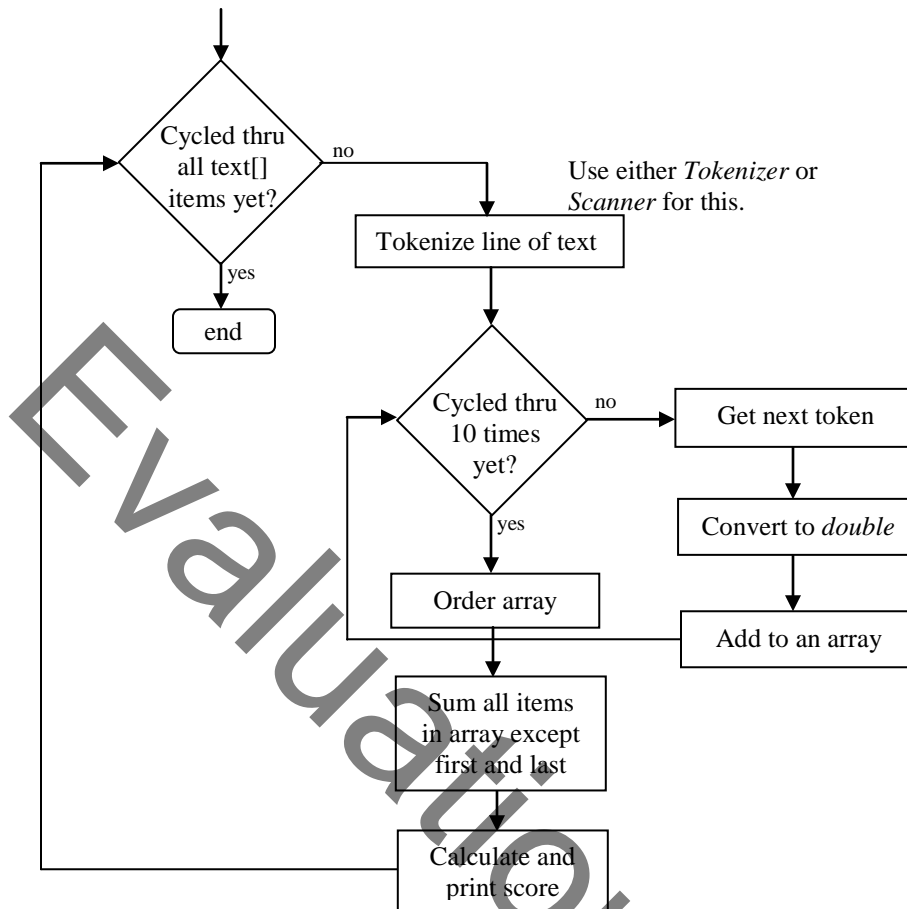 Cycled thru
all text[]
items yet?
no
Use either Tokenizer or
Scanner for this.
Tokenize line of text
yes
end
Cycled thru
10 times
yet?
no
Get next token
Convert to double
Add to an array
yes
Order array
Sum all items
in array except
first and last
Calculate and
print score